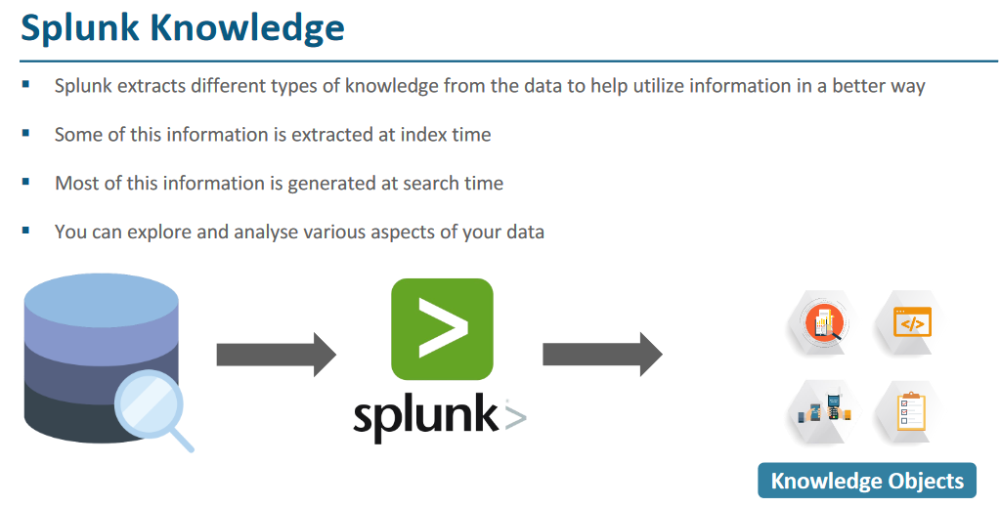 Splunk Knowledge
Splunk extracts different types of knowledge from the data to help utilize information in a better way
Some of this information is extracted at index time
Most of this information is generated at search time
You can explore and analyse various aspects of your data
>
splunk>
</>
Knowledge Objects